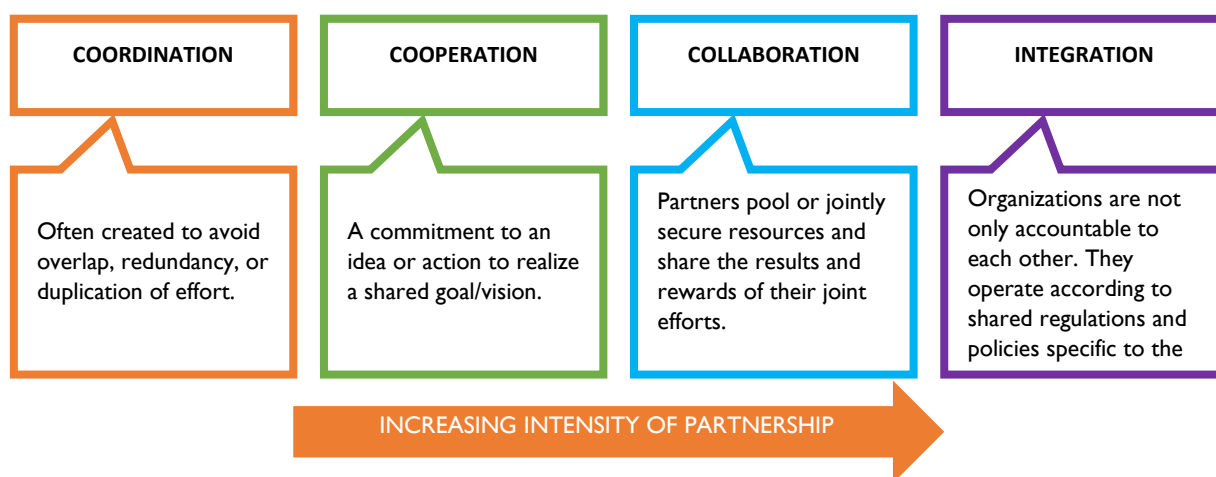 COORDINATION
COOPERATION
COLLABORATION
INTEGRATION
Often created to avoid
overlap, redundancy, or
duplication of effort.
A commitment to an
idea or action to realize
a shared goal/vision.
Partners pool or jointly
secure resources and
share the results and
rewards of their joint
efforts.
Organizations are not
only accountable to
each other. They
operate according to
shared regulations and
policies specific to the
INCREASING INTENSITY OF PARTNERSHIP